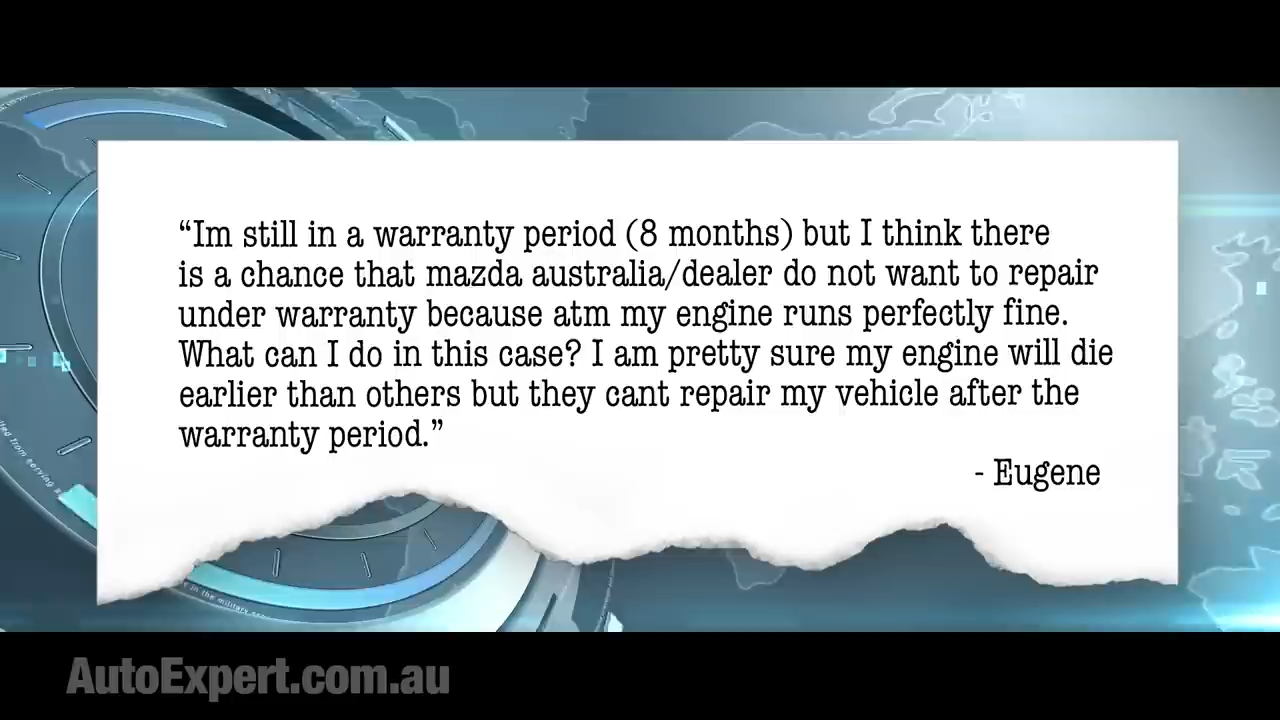 “Im still in a warranty period (8 months) but I think there
is a chance that mazda australia/dealer do not want to repair
under warranty because atm my engine runs perfectly fine.
What can I do in this case? I am pretty sure my engine will die
earlier than others but they cant repair my vehicle after the
warranty period.”
- Eugene
in the military
AutoExpert.com.au